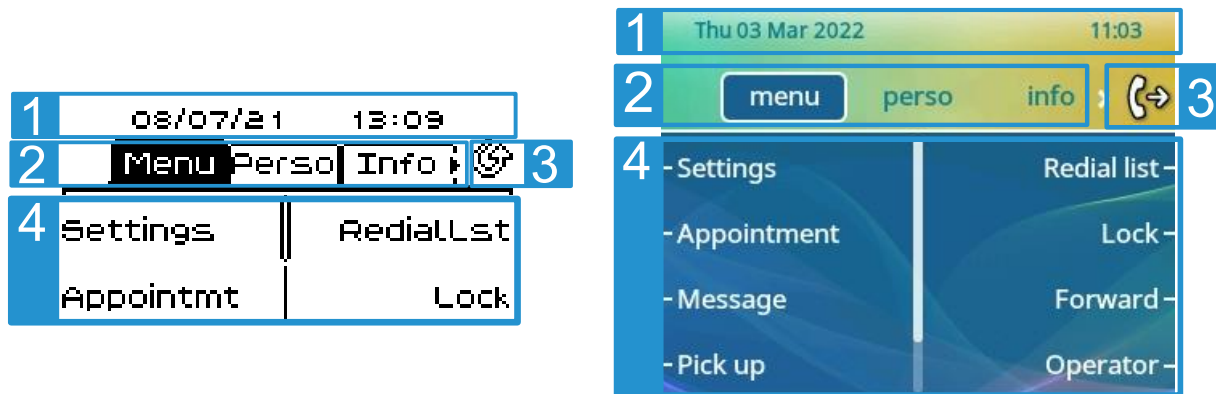 1 08/07/21 13:09
2 Menu Perso Info 3
4 Settings RedialLst
Appointmt Lock
1 Thu 03 Mar 2022 11:03
2 menu perso info 3
4 Settings Redial list
Appointment Lock
Message Forward
Pick up Operator